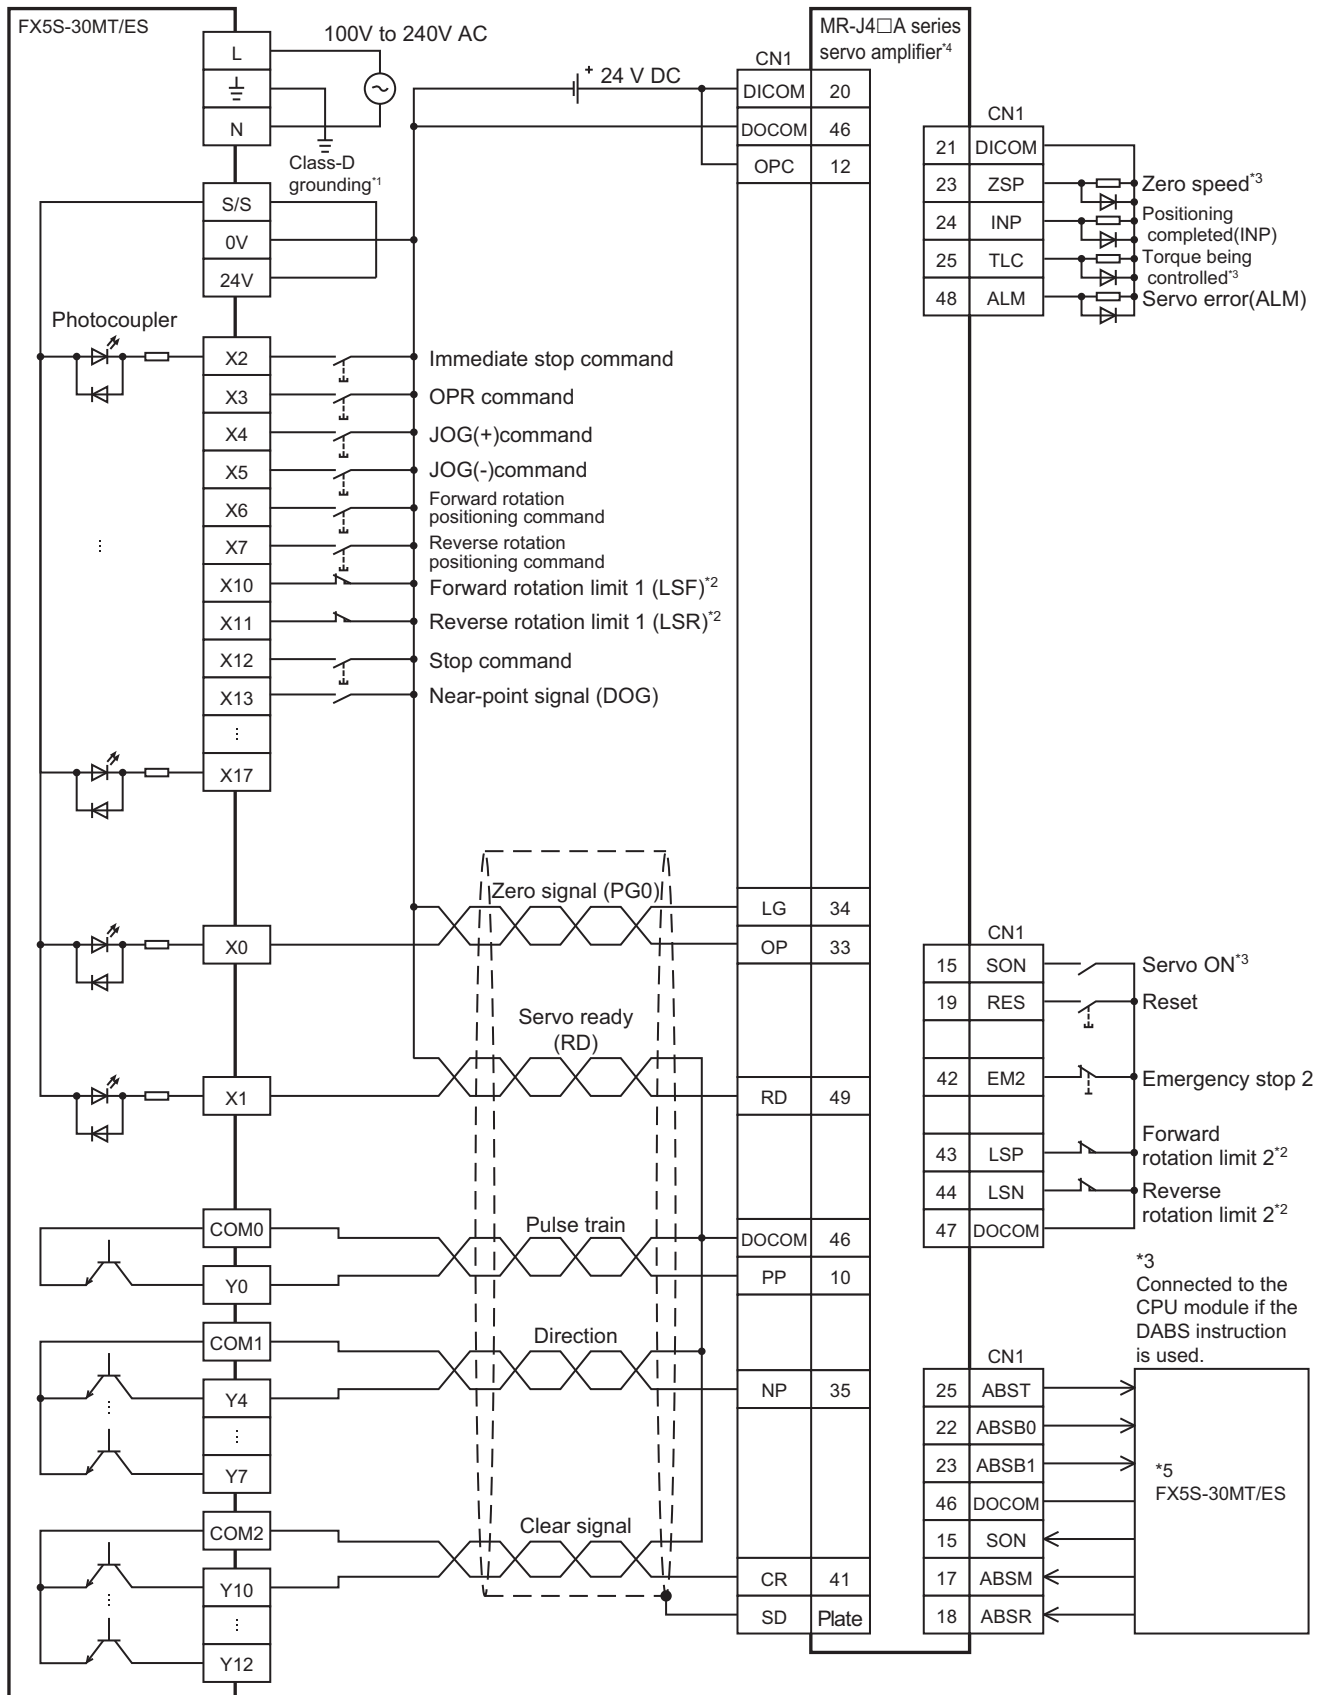 FX5S-30MT/ES
L
N
100V to 240V AC
Class-D
grounding*1
S/S
0V
24V
Photocoupler
X2 Immediate stop command
X3 OPR command
X4 JOG(+)command
X5 JOG(-)command
X6 Forward rotation
positioning command
X7 Reverse rotation
positioning command
X10 Forward rotation limit 1 (LSF)*2
X11 Reverse rotation limit 1 (LSR)*2
X12 Stop command
X13 Near-point signal (DOG)
⋮
X17
X0
X1
COM0
Y0
COM1
Y4
⋮
Y7
COM2
Y10
⋮
Y12
Zero signal (PG0)
Servo ready
(RD)
Pulse train
Direction
Clear signal
+ 24 V DC
MR-J4□A series
servo amplifier*4
CN1
DICOM 20
DOCOM 46
OPC 12
LG 34
OP 33
RD 49
DOCOM 46
PP 10
NP 35
CR 41
SD Plate
CN1
21 DICOM
23 ZSP Zero speed*3
24 INP Positioning
completed(INP)
25 TLC Torque being
controlled*3
48 ALM Servo error(ALM)
CN1
15 SON Servo ON*3
19 RES Reset
42 EM2 Emergency stop 2
43 LSP Forward
rotation limit 2*2
44 LSN Reverse
rotation limit 2*2
47 DOCOM
*3
Connected to the
CPU module if the
DABS instruction
is used.
CN1
25 ABST
22 ABSB0
23 ABSB1
46 DOCOM
15 SON
17 ABSM
18 ABSR
*5
FX5S-30MT/ES